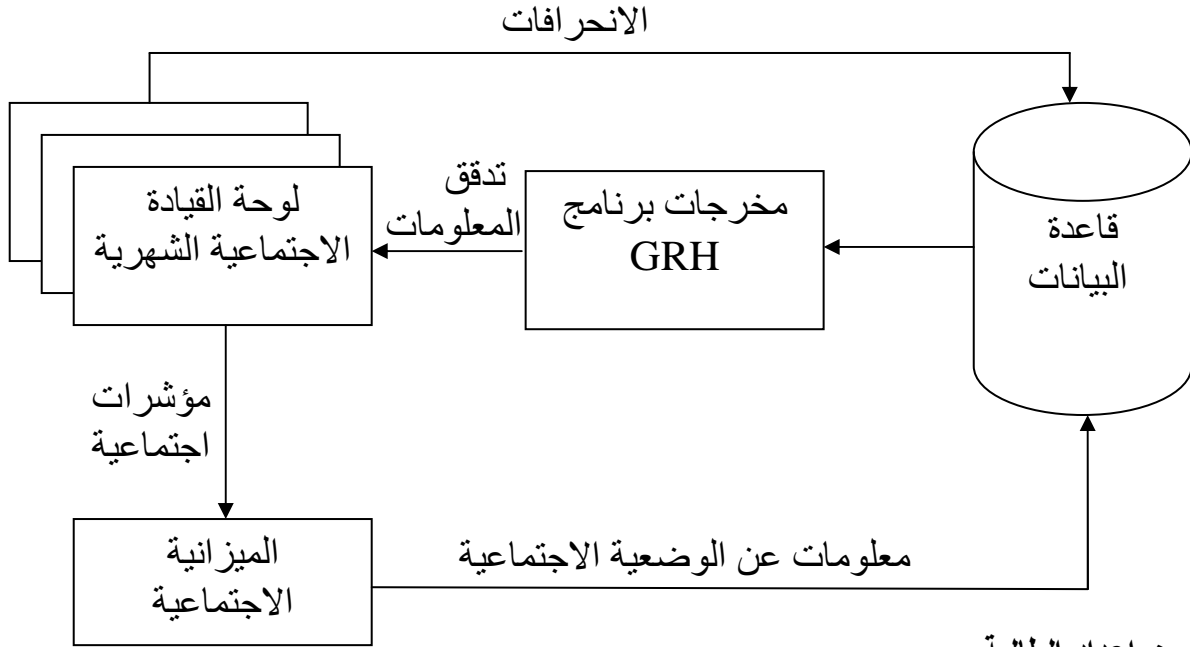 الانحرافات
قاعدة
البيانات
مخرجات برنامج
GRH
تدقق
المعلومات
لوحة القيادة
الاجتماعية الشهرية
مؤشرات
اجتماعية
الميزانية
الاجتماعية
معلومات عن الوضعية الاجتماعية